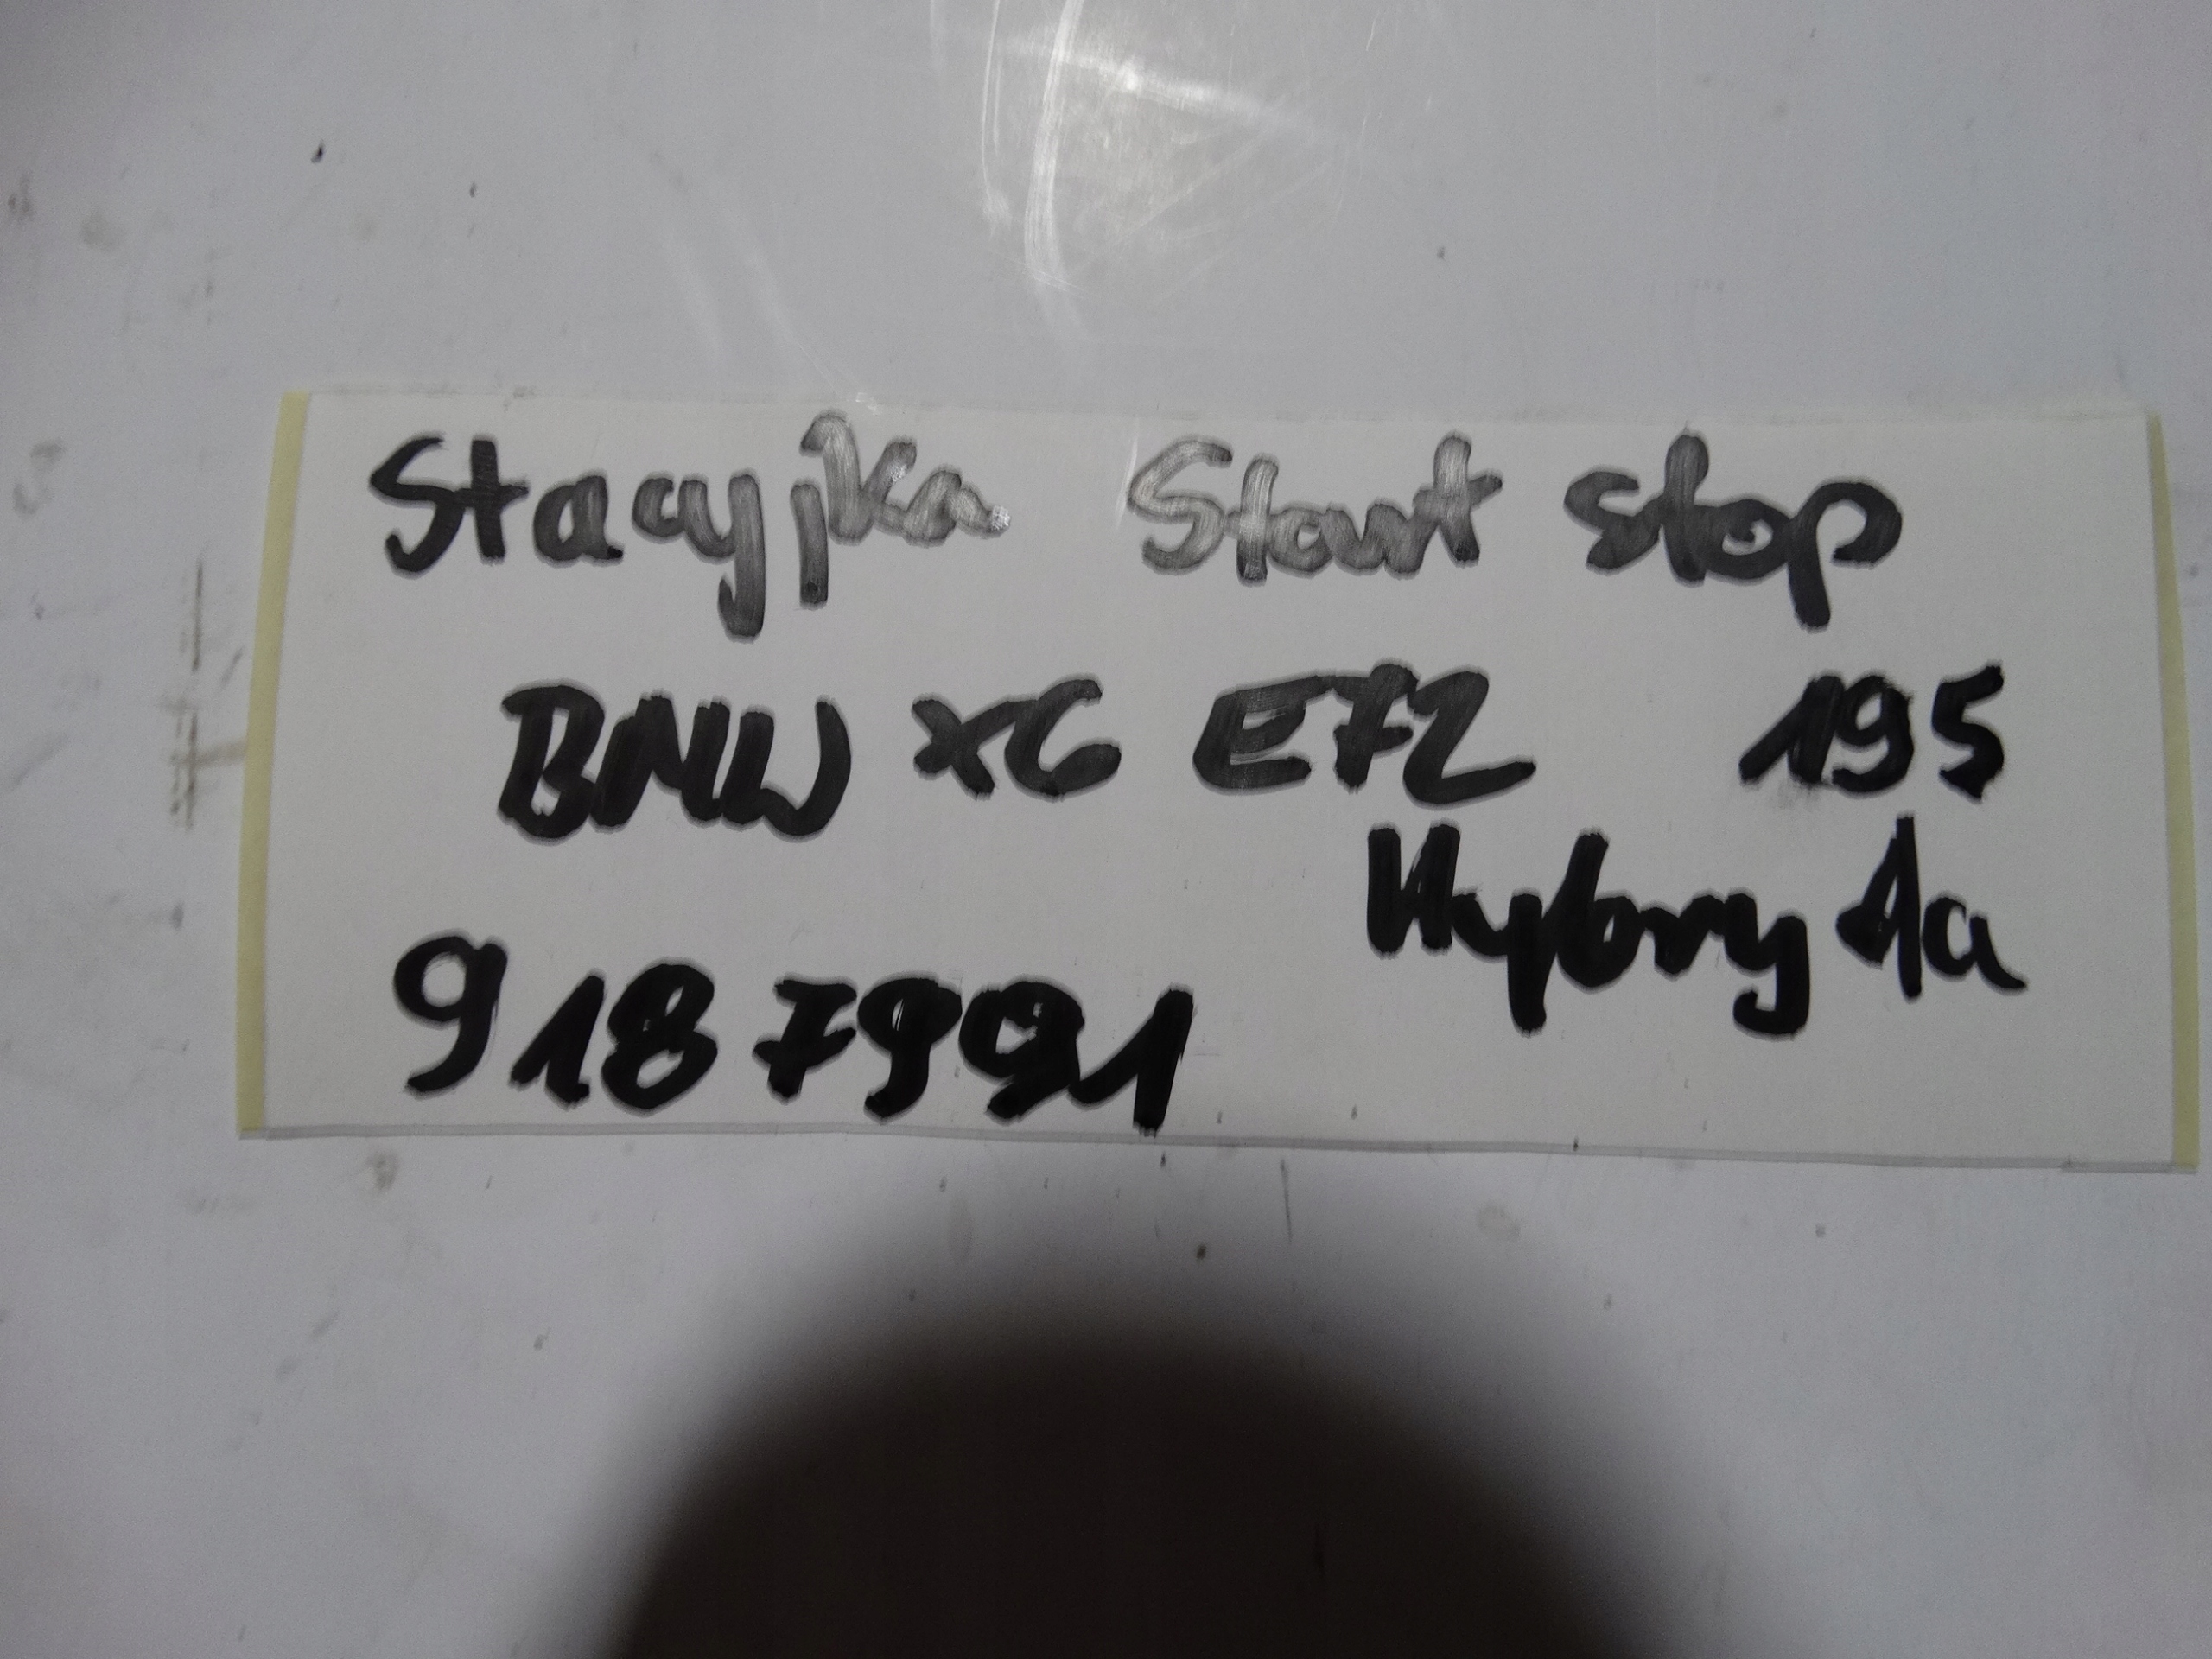 Stacyjka Start stop
BMW X6 E72 195
Hybryda
9187991